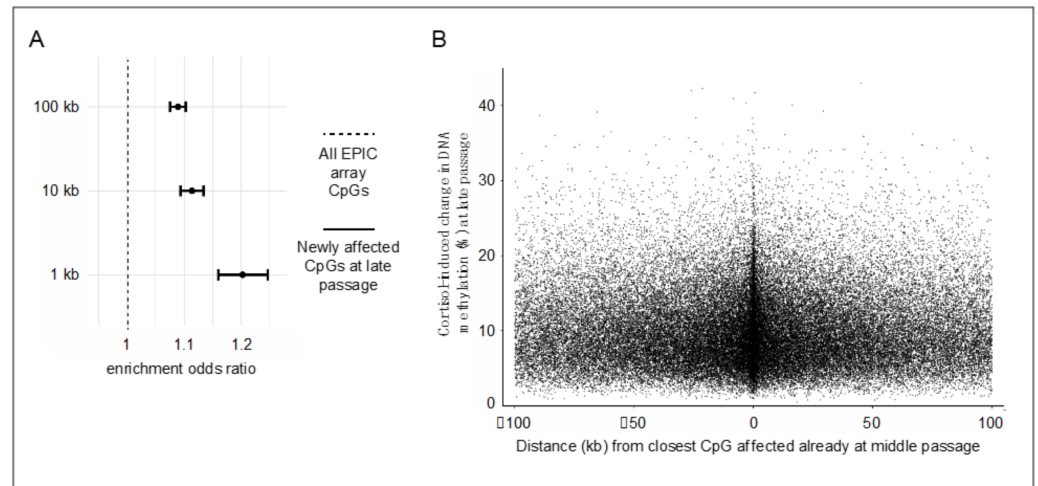 A
100 kb
10 kb
1 kb
1
1.1
1.2
enrichment odds ratio
All EPIC
array
CpGs
Newly affected
CpGs at late
passage
B
Cortisol-induced change in DNA
methylation (%) at late passage
40
30
20
10
0
▯100
▯50
0
50
100
Distance (kb) from closest CpG affected already at middle passage